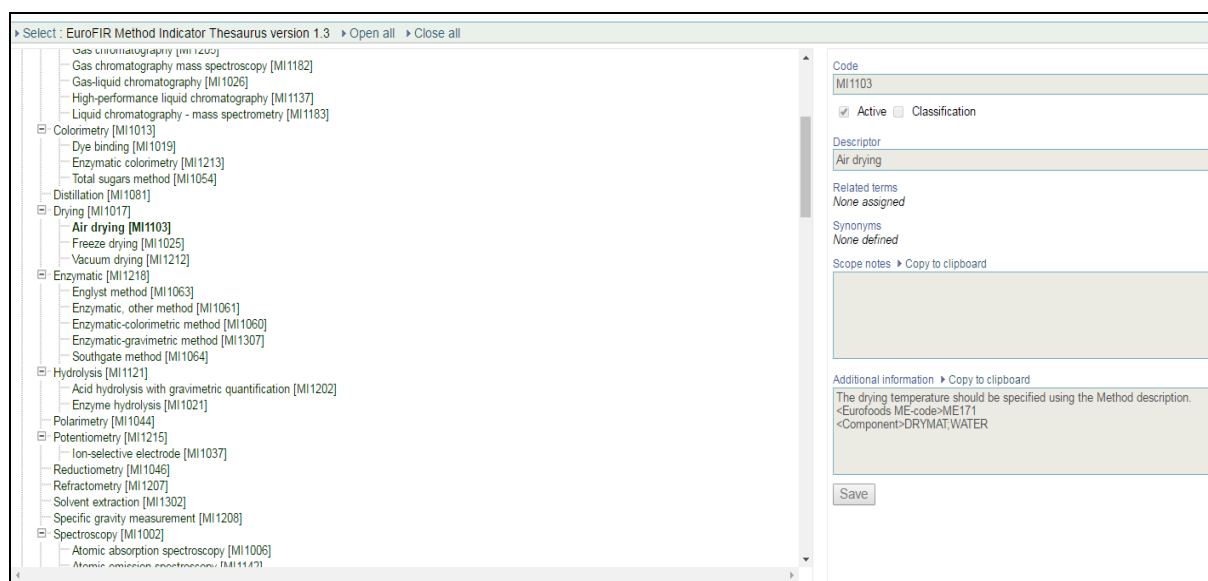 Select : EuroFIR Method Indicator Thesaurus version 1.3 Open all Close all
Gas chromatography [MI1205]
Gas chromatography mass spectroscopy [MI1182]
Gas-liquid chromatography [MI1026]
High-performance liquid chromatography [MI1137]
Liquid chromatography - mass spectrometry [MI1183]
Colorimetry [MI1013]
Dye binding [MI1019]
Enzymatic colorimetry [MI1213]
Total sugars method [MI1054]
Distillation [MI1081]
Drying [MI1017]
Air drying [MI1103]
Freeze drying [MI1025]
Vacuum drying [MI1212]
Enzymatic [MI1218]
Englyst method [MI1063]
Enzymatic, other method [MI1061]
Enzymatic-colorimetric method [MI1060]
Enzymatic-gravimetric method [MI1307]
Southgate method [MI1064]
Hydrolysis [MI1121]
Acid hydrolysis with gravimetric quantification [MI1202]
Enzyme hydrolysis [MI1021]
Polarimetry [MI1044]
Potentiometry [MI1215]
Ion-selective electrode [MI1037]
Reductiometry [MI1046]
Refractometry [MI1207]
Solvent extraction [MI1302]
Specific gravity measurement [MI1208]
Spectroscopy [MI1002]
Atomic absorption spectroscopy [MI1006]
Atomic emission spectroscopy [MI1142]
Code
MI1103
Active Classification
Descriptor
Air drying
Related terms
None assigned
Synonyms
None defined
Scope notes Copy to clipboard
Additional information Copy to clipboard
The drying temperature should be specified using the Method description.
<Eurofoods ME-code>ME171
<Component>DRYMAT;WATER
Save